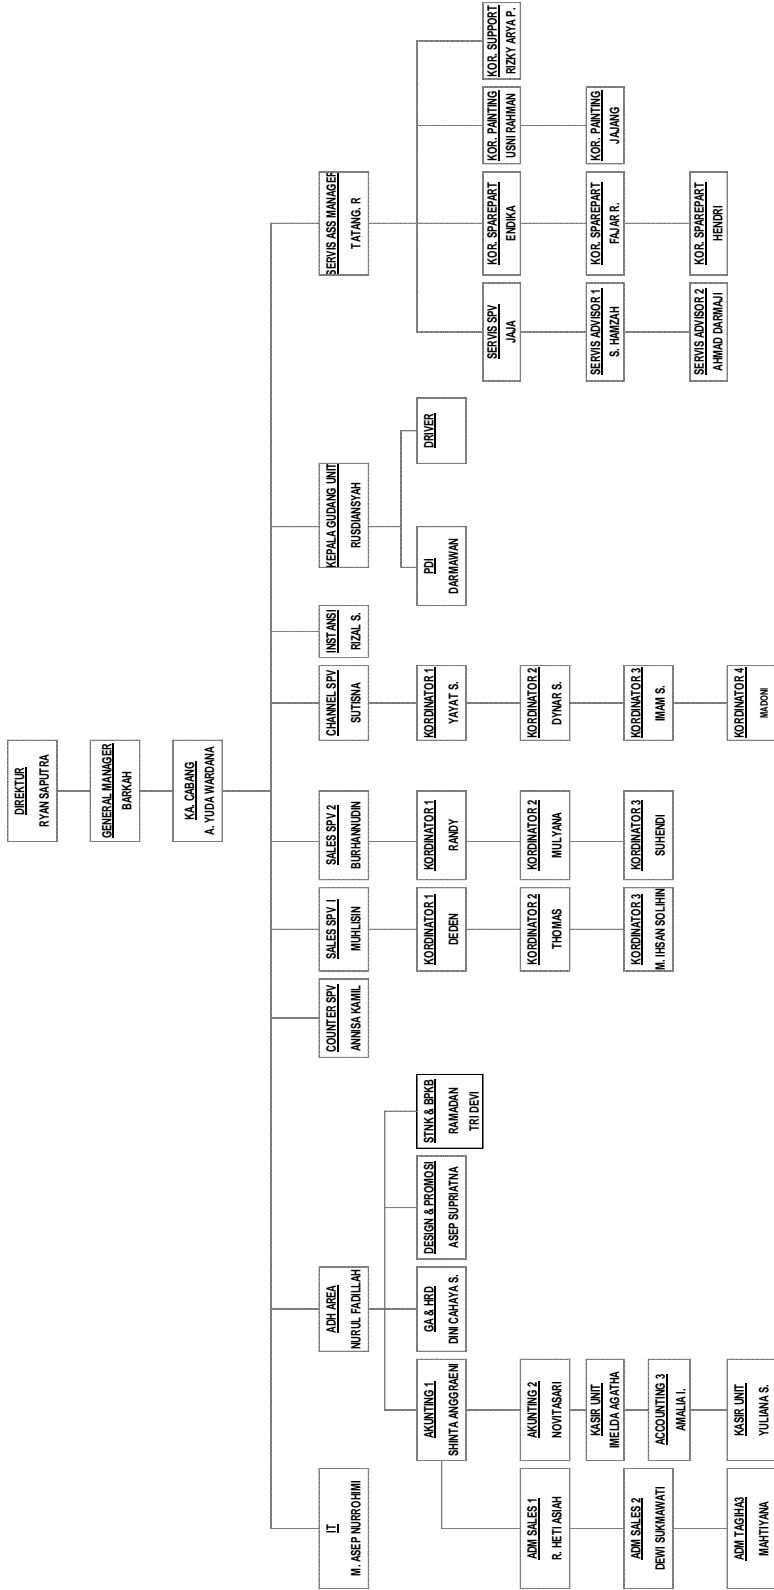 DIREKTUR
RYAN SAPUTRA
GENERAL MANAGER
BARKAH
KA. CABANG
A. YUDA WARDANA
IT
M. ASEP NURROHIMI
ADH AREA
NURUL FADILLAH
COUNTER SPV
ANNISA KAMIL
SALES SPV I
MUHLISIN
SALES SPV 2
BURHANNUDIN
CHANNEL SPV
SUTISNA
INSTANSI
RIZAL S.
KEPALA GUDANG UNIT
RUSDIANSYAH
SERVIS ASS MANAGER
TATANG. R
AKUNTING 1
SHINTA ANGGRAENI
GA & HRD
DINI CAHAYA S.
DESIGN & PROMOSI
ASEP SUPRIATNA
STNK & BPKB
RAMADAN
TRI DEVI
KORDINATOR 1
DEDEN
KORDINATOR 1
RANDY
KORDINATOR 1
YAYAT S.
PDI
DARMAWAN
DRIVER
SERVIS SPV
JAJA
KOR. SPAREPART
ENDIKA
KOR. PAINTING
USNI RAHMAN
KOR. SUPPORT
RIZKY ARYA P.
ADM SALES 1
R. HETI ASIAH
AKUNTING 2
NOVITASARI
KORDINATOR 2
THOMAS
KORDINATOR 2
MULYANA
KORDINATOR 2
DYNAR S.
KASIR UNIT
IMELDA AGATHA
SERVIS ADVISOR 1
S. HAMZAH
KOR. SPAREPART
FAJAR R.
KOR. PAINTING
JAJANG
ADM SALES 2
DEWI SUKMAWATI
ACCOUNTING 3
AMALIA I.
KORDINATOR 3
M. IHSAN SOLIHIN
KORDINATOR 3
SUHENDI
KORDINATOR 3
IMAM S.
SERVIS ADVISOR 2
AHMAD DARMAJI
KOR. SPAREPART
HENDRI
ADM TAGIHA3
MAHTIYANA
KASIR UNIT
YULIANA S.
KORDINATOR 4
MADONI